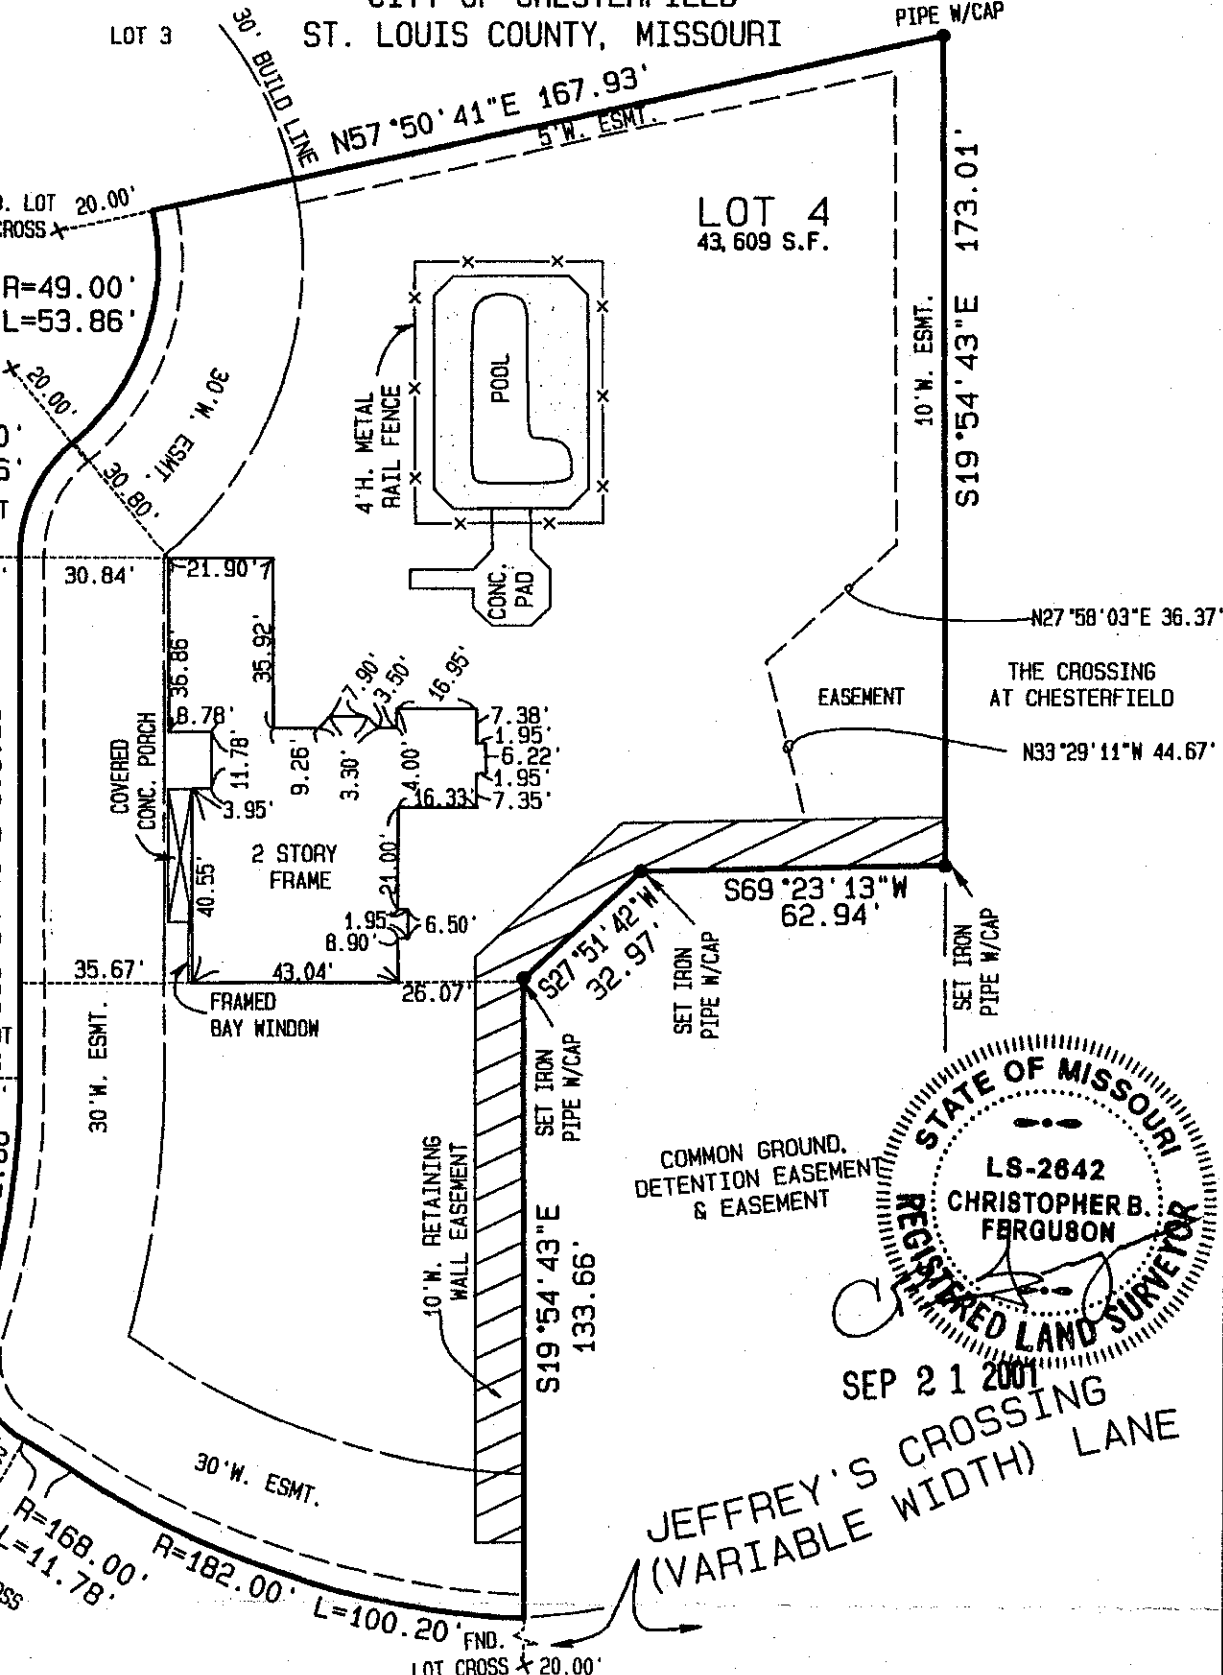 CITY OF CHESTERFIELD
ST. LOUIS COUNTY, MISSOURI
LOT 3
PIPE W/CAP
30' BUILD LINE
N57°50'41"E 167.93'
5'W. ESMT.
LOT 20.00'
CROSS
LOT 4
43,609 S.F.
S19°54'43"E 173.01'
10'W. ESMT.
R=49.00'
L=53.86'
20.00'
30.80'
30'W. ESMT.
4'H. METAL
RAIL FENCE
POOL
CONC.
PAD
30.84'
21.90'
36.86'
35.92'
8.78'
11.78'
3.95'
9.26'
3.30'
7.90'
3.50'
16.95'
4.00'
7.38'
1.95'
6.22'
1.95'
7.35'
16.33'
COVERED
CONC. PORCH
2 STORY
FRAME
40.55'
21.00'
1.95'
6.50'
8.90'
35.67'
43.04'
26.07'
FRAMED
BAY WINDOW
EASEMENT
N27°58'03"E 36.37'
THE CROSSING
AT CHESTERFIELD
N33°29'11"W 44.67'
S69°23'13"W
62.94'
S27°51'42"W
32.97'
SET IRON
PIPE W/CAP
SET IRON
PIPE W/CAP
SET IRON
PIPE W/CAP
30'W. ESMT.
10'W. RETAINING
WALL EASEMENT
S19°54'43"E
133.66'
COMMON GROUND,
DETENTION EASEMENT
& EASEMENT
STATE OF MISSOURI
LS-2642
CHRISTOPHER B.
FERGUSON
REGISTERED LAND SURVEYOR
SEP 21 2001
30'W. ESMT.
R=168.00'
L=11.78'
R=182.00' L=100.20'
FND.
LOT CROSS 20.00'
JEFFREY'S CROSSING
(VARIABLE WIDTH) LANE